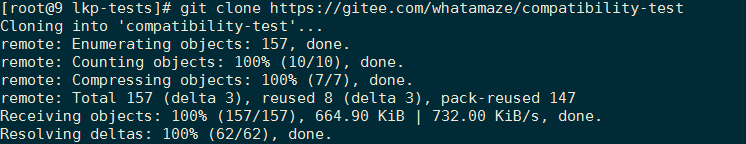 [root@9 lkp-tests]# git clone https://gitee.com/whatamaze/compatibility-test
Cloning into 'compatibility-test'...
remote: Enumerating objects: 157, done.
remote: Counting objects: 100% (10/10), done.
remote: Compressing objects: 100% (7/7), done.
remote: Total 157 (delta 3), reused 8 (delta 3), pack-reused 147
Receiving objects: 100% (157/157), 664.90 KiB | 732.00 KiB/s, done.
Resolving deltas: 100% (62/62), done.